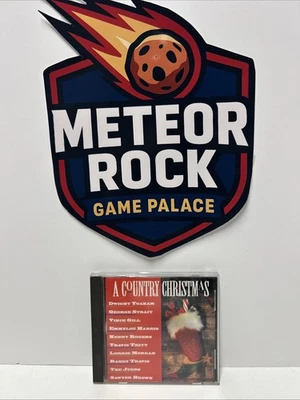 METEOR
ROCK
GAME PALACE
A COUNTRY CHRISTMAS
DWIGHT YOAKAM
GEORGE STRAIT
VINCE GILL
EMMYLOU HARRIS
KENNY ROGERS
TRAVIS TRITT
LORRIE MORGAN
RANDY TRAVIS
THE JUDDS
SAWYER BROWN